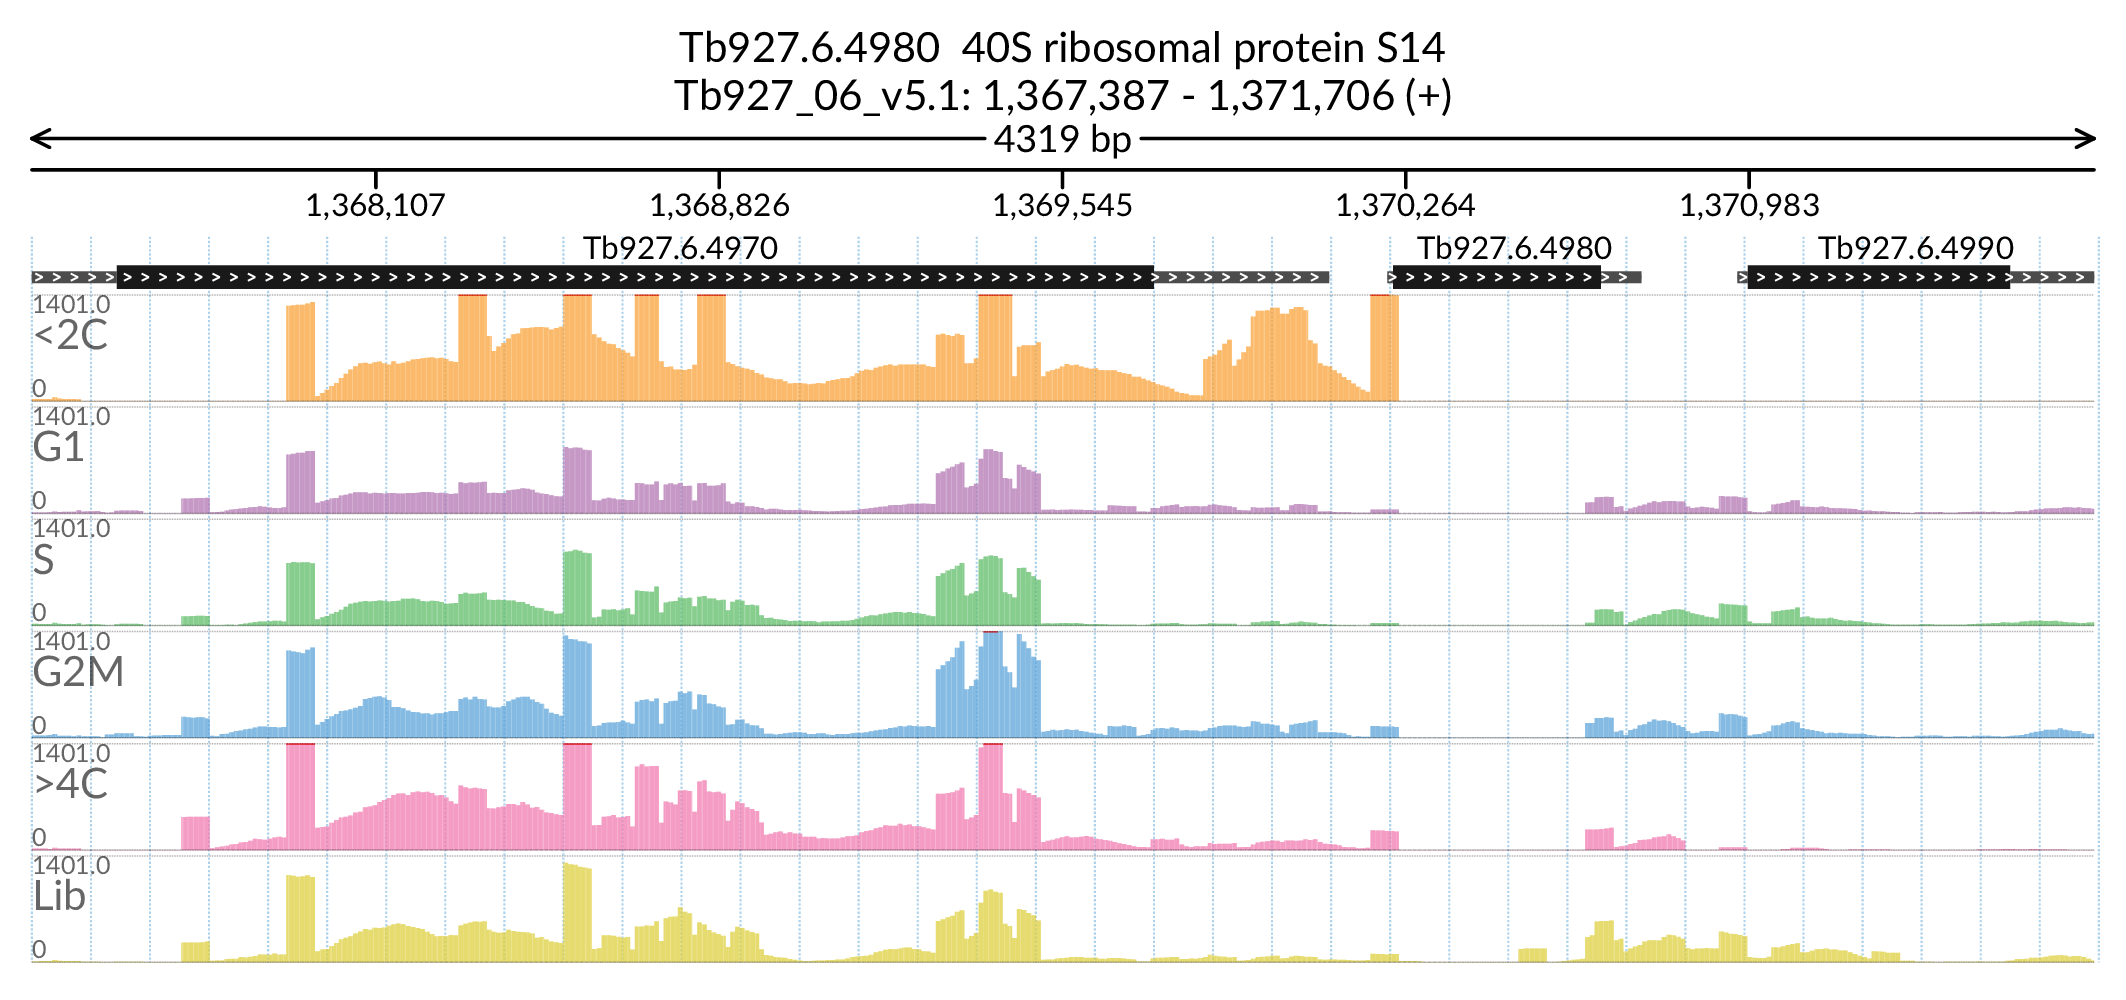 Tb927.6.4980  40S ribosomal protein S14
Tb927_06_v5.1: 1,367,387 - 1,371,706 (+)
4319 bp
1,368,107 1,368,826 1,369,545 1,370,264 1,370,983
Tb927.6.4970 Tb927.6.4980 Tb927.6.4990
1401.0
<2C
0
1401.0
G1
0
1401.0
S
0
1401.0
G2M
0
1401.0
>4C
0
1401.0
Lib
0